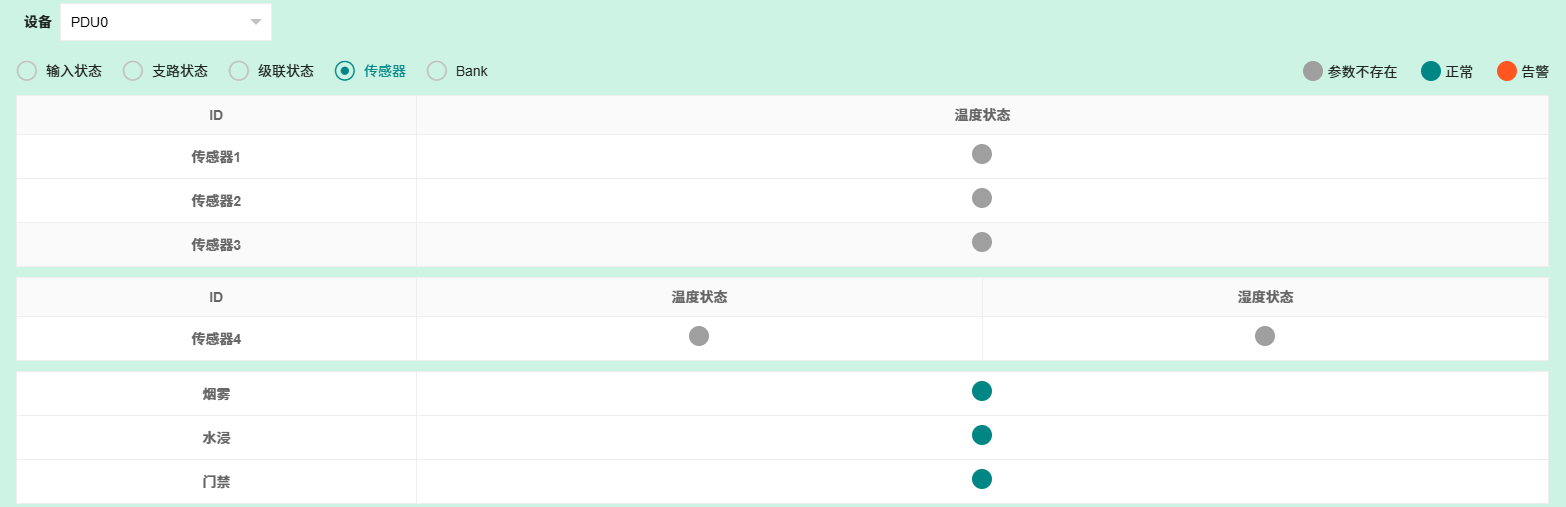 设备 PDU0
输入状态 支路状态 级联状态 传感器 Bank 参数不存在 正常 告警
ID 温度状态
传感器1
传感器2
传感器3
ID 温度状态 湿度状态
传感器4
烟雾
水浸
门禁